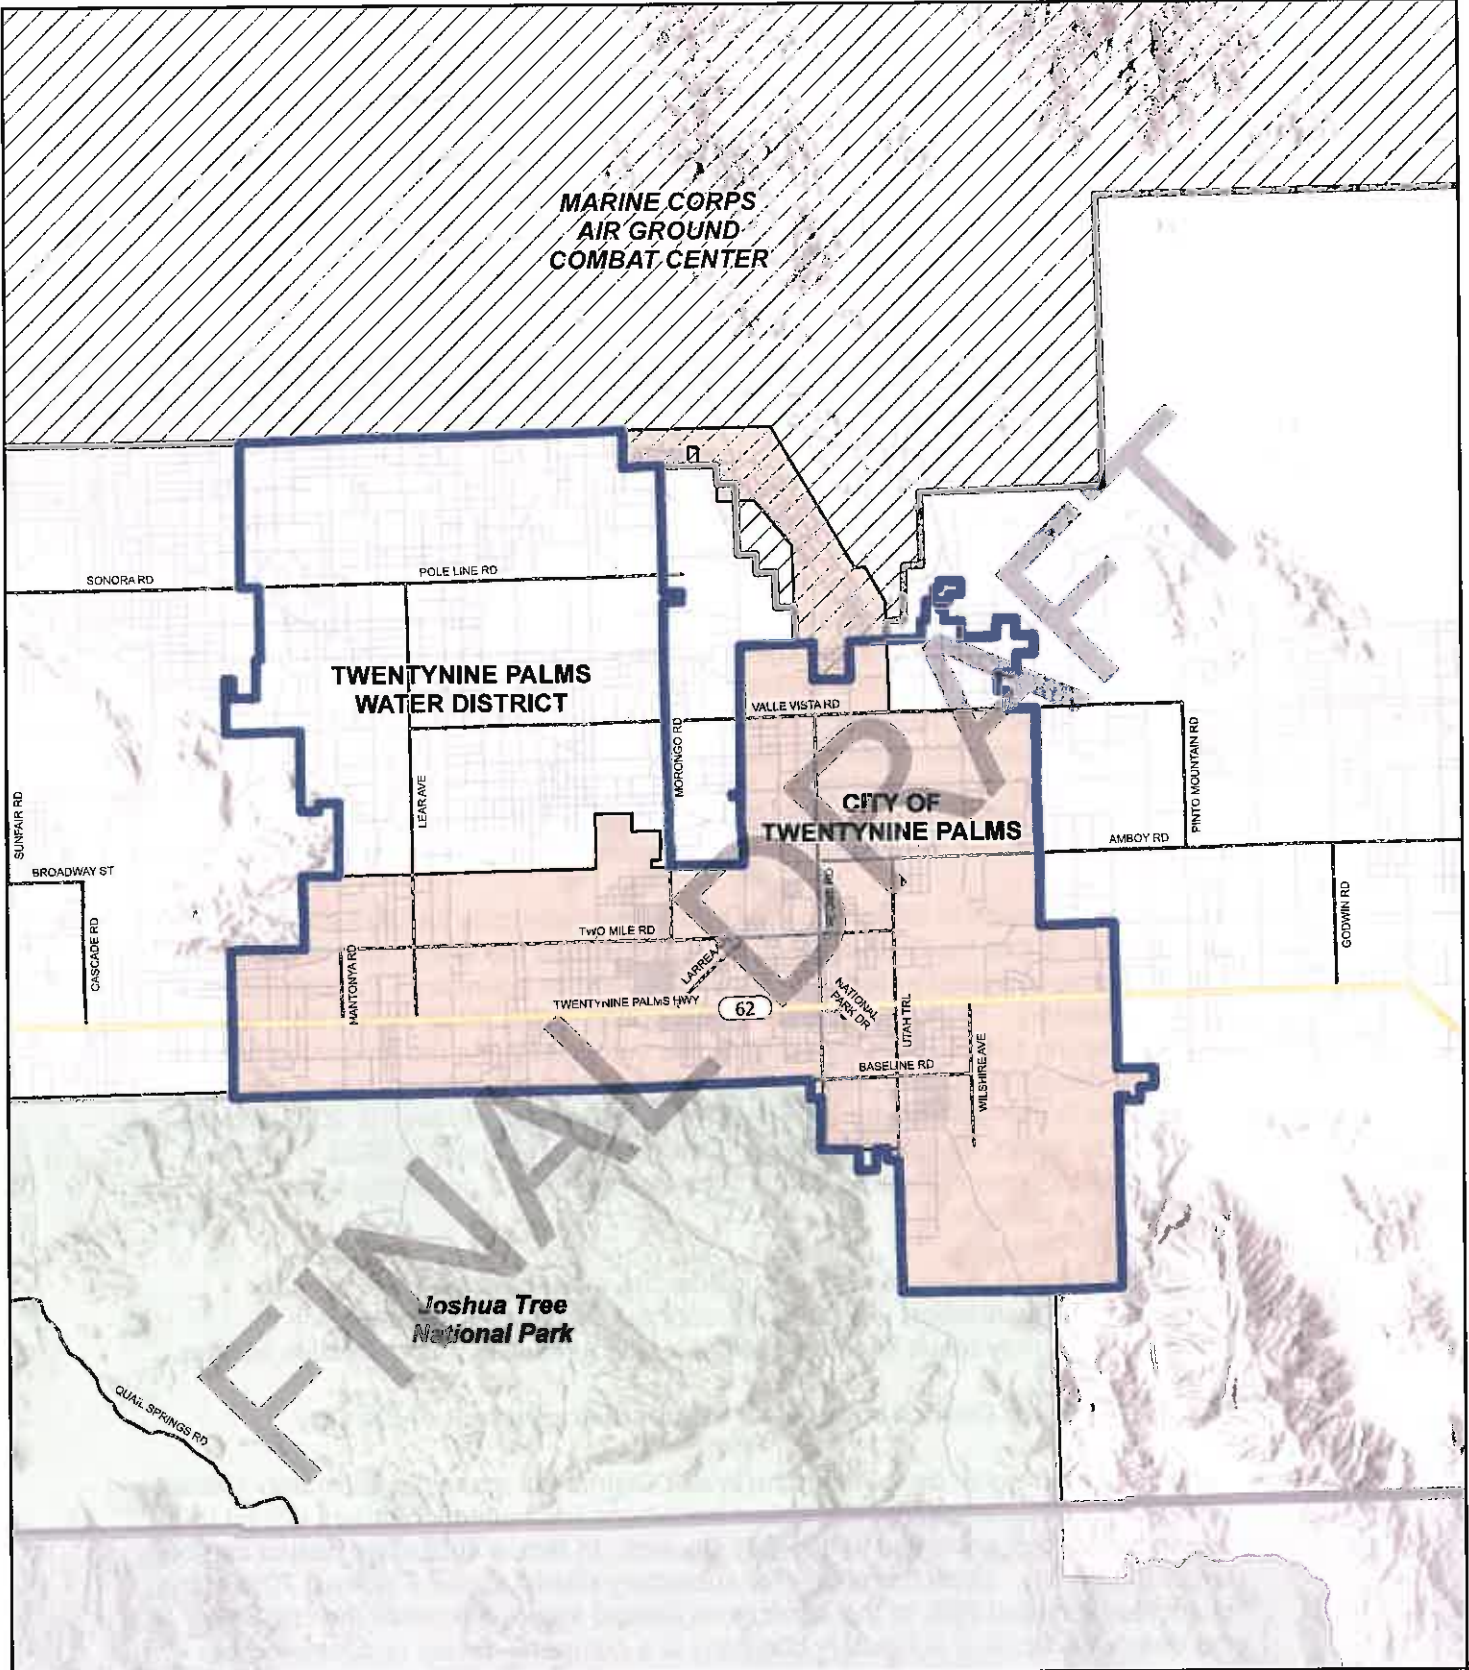 MARINE CORPS
AIR GROUND
COMBAT CENTER
SONORA RD
POLE LINE RD
TWENTYNINE PALMS
WATER DISTRICT
VALLE VISTA RD
MORONGO RD
PINTO MOUNTAIN RD
SUNFAIR RD
LEAR AVE
CITY OF
TWENTYNINE PALMS
AMBOY RD
BROADWAY ST
CASCADE RD
GODWIN RD
TWO MILE RD
MANTONYA RD
LARREA
TWENTYNINE PALMS HWY
62
NATIONAL
PARK DR
UTAH TRL
BASELINE RD
WILSHIRE AVE
Joshua Tree
National Park
QUAIL SPRINGS RD
FINAL DRAFT